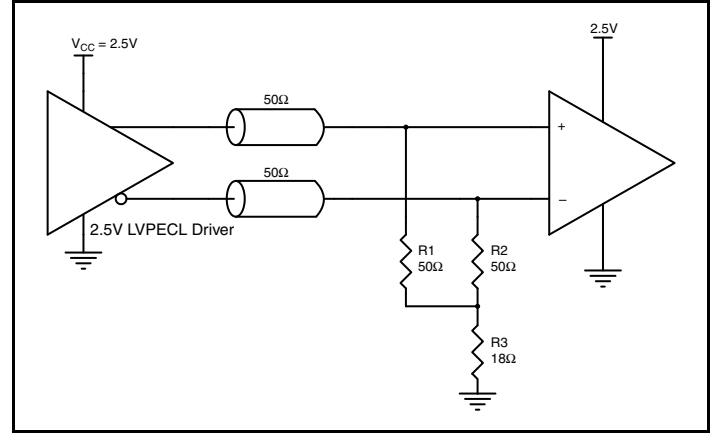 V_CC = 2.5V
2.5V
50Ω
+
50Ω
−
2.5V LVPECL Driver
R1
50Ω
R2
50Ω
R3
18Ω